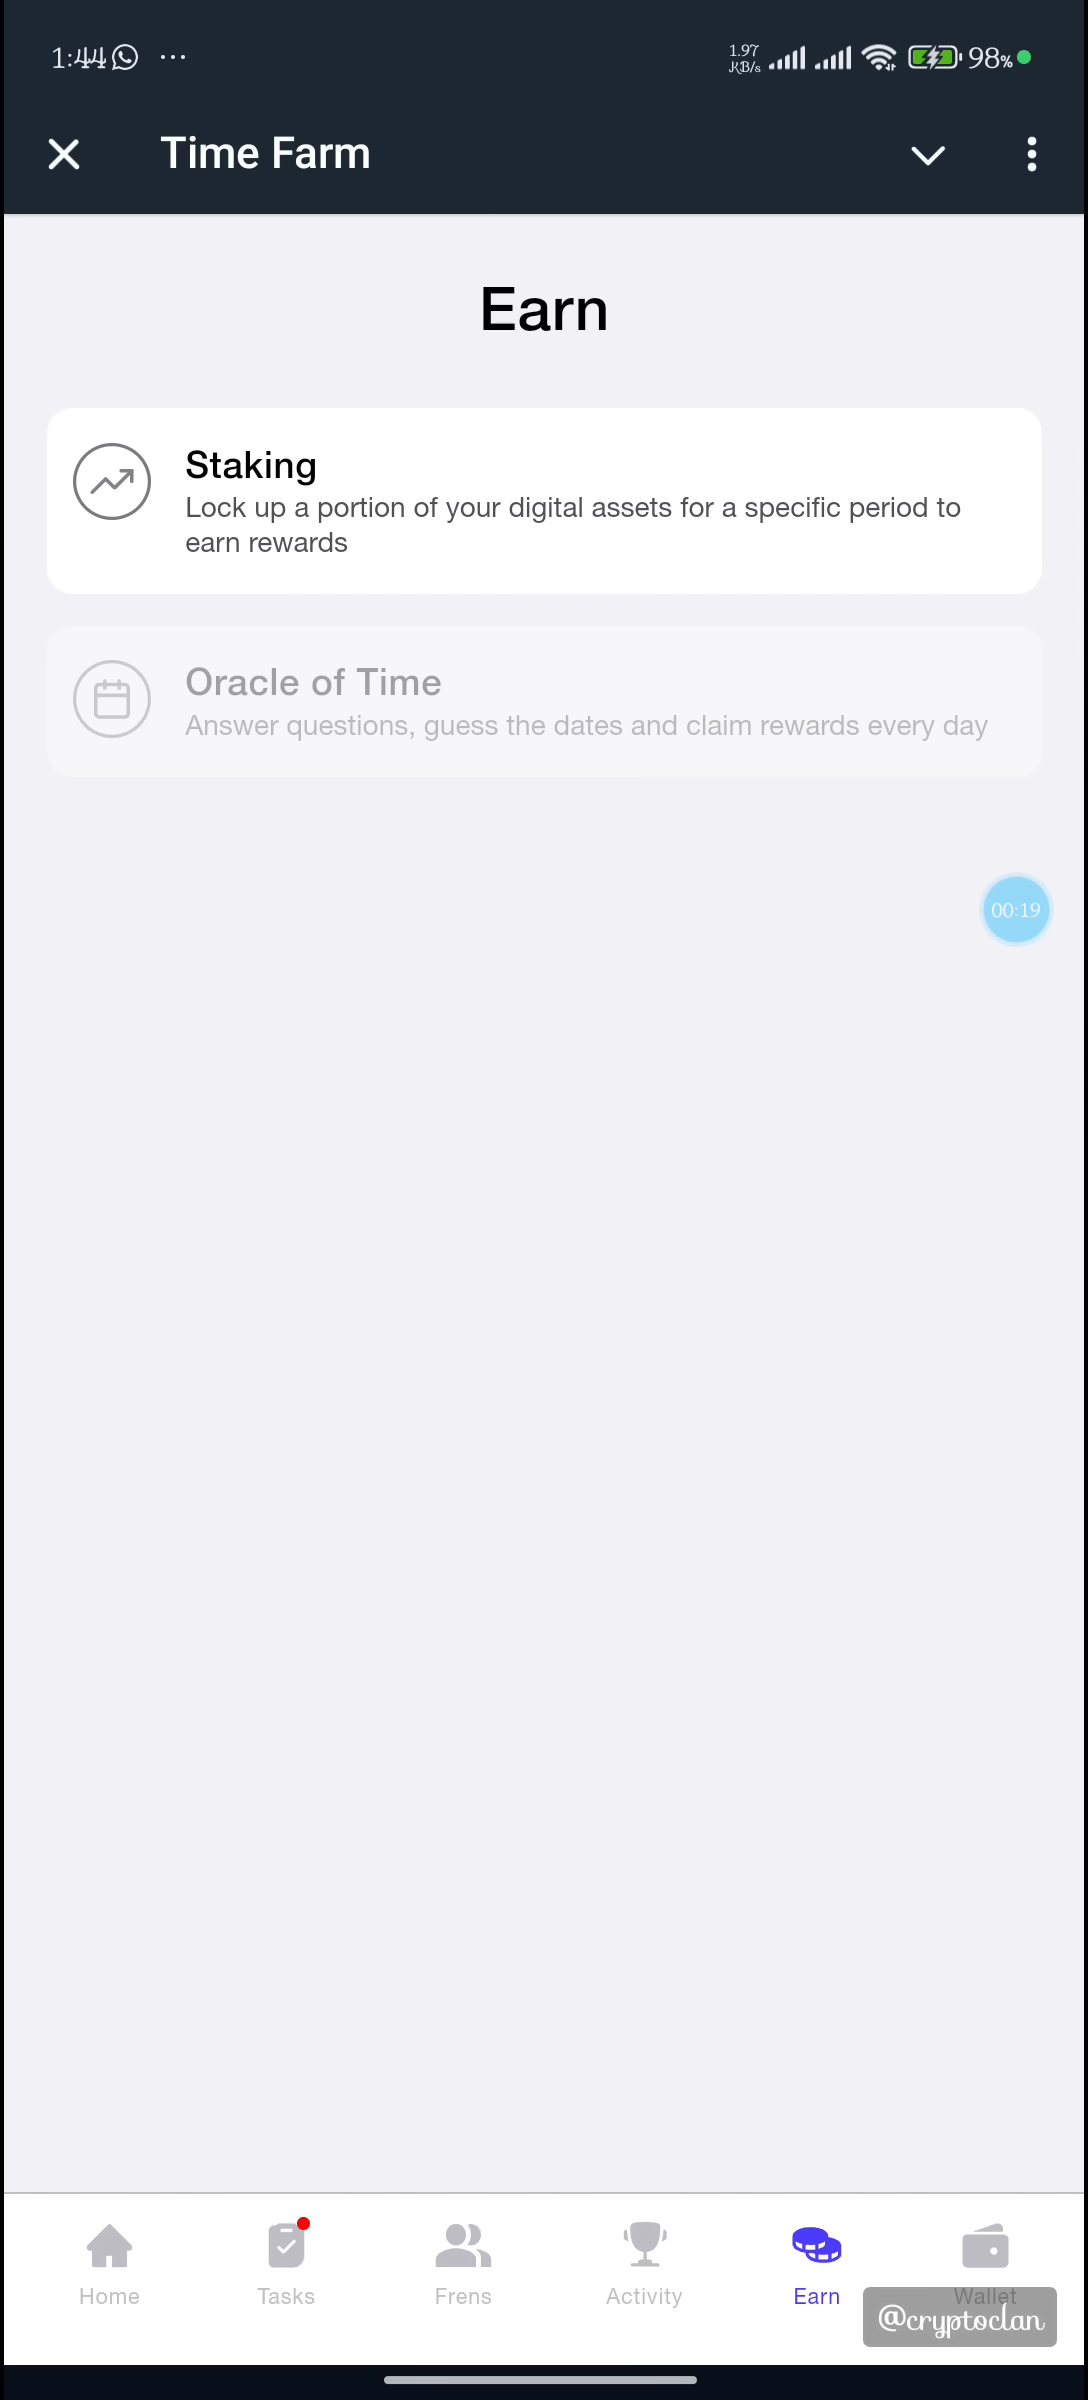 1:44
1.97
KB/s
98%
Time Farm
Earn
Staking
Lock up a portion of your digital assets for a specific period to
earn rewards
Oracle of Time
Answer questions, guess the dates and claim rewards every day
00:19
Home
Tasks
Frens
Activity
Earn
Wallet
@cryptoclan